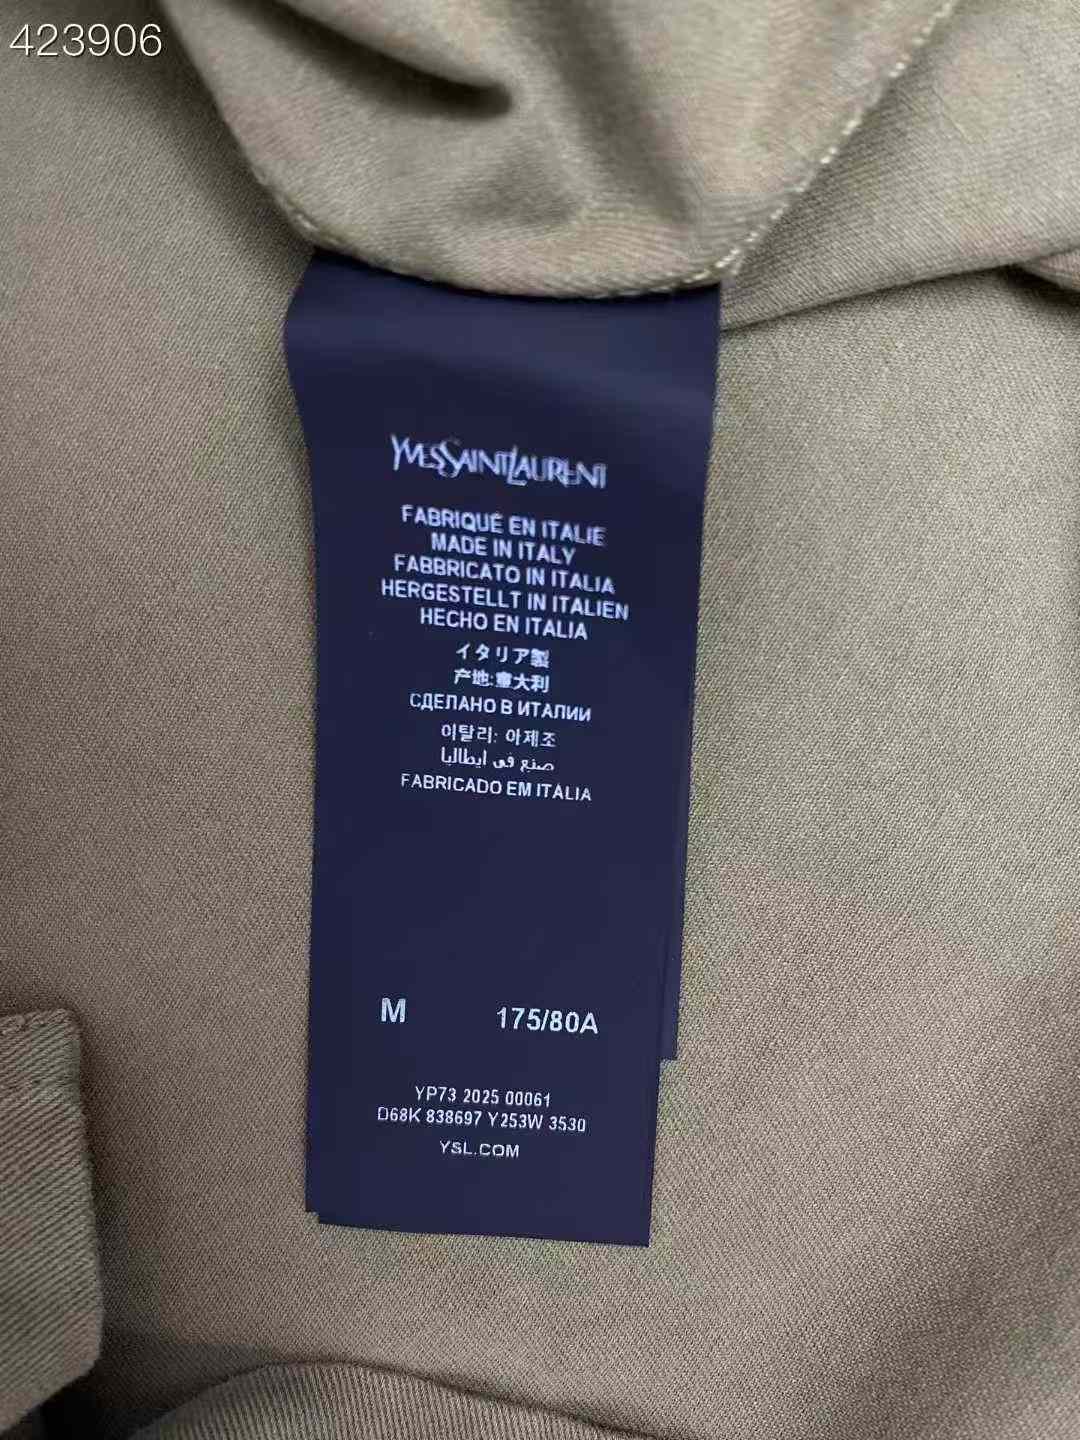 423906
YVESSAINTLAURENT
FABRIQUÉ EN ITALIE
MADE IN ITALY
FABBRICATO IN ITALIA
HERGESTELLT IN ITALIEN
HECHO EN ITALIA
イタリア製
产地:意大利
СДЕЛАНО В ИТАЛИИ
이탈리: 아제조
صنع في ايطاليا
FABRICADO EM ITÁLIA
M 175/80A
YP73 2025 00061
D68K 838697 Y253W 3530
YSL.COM